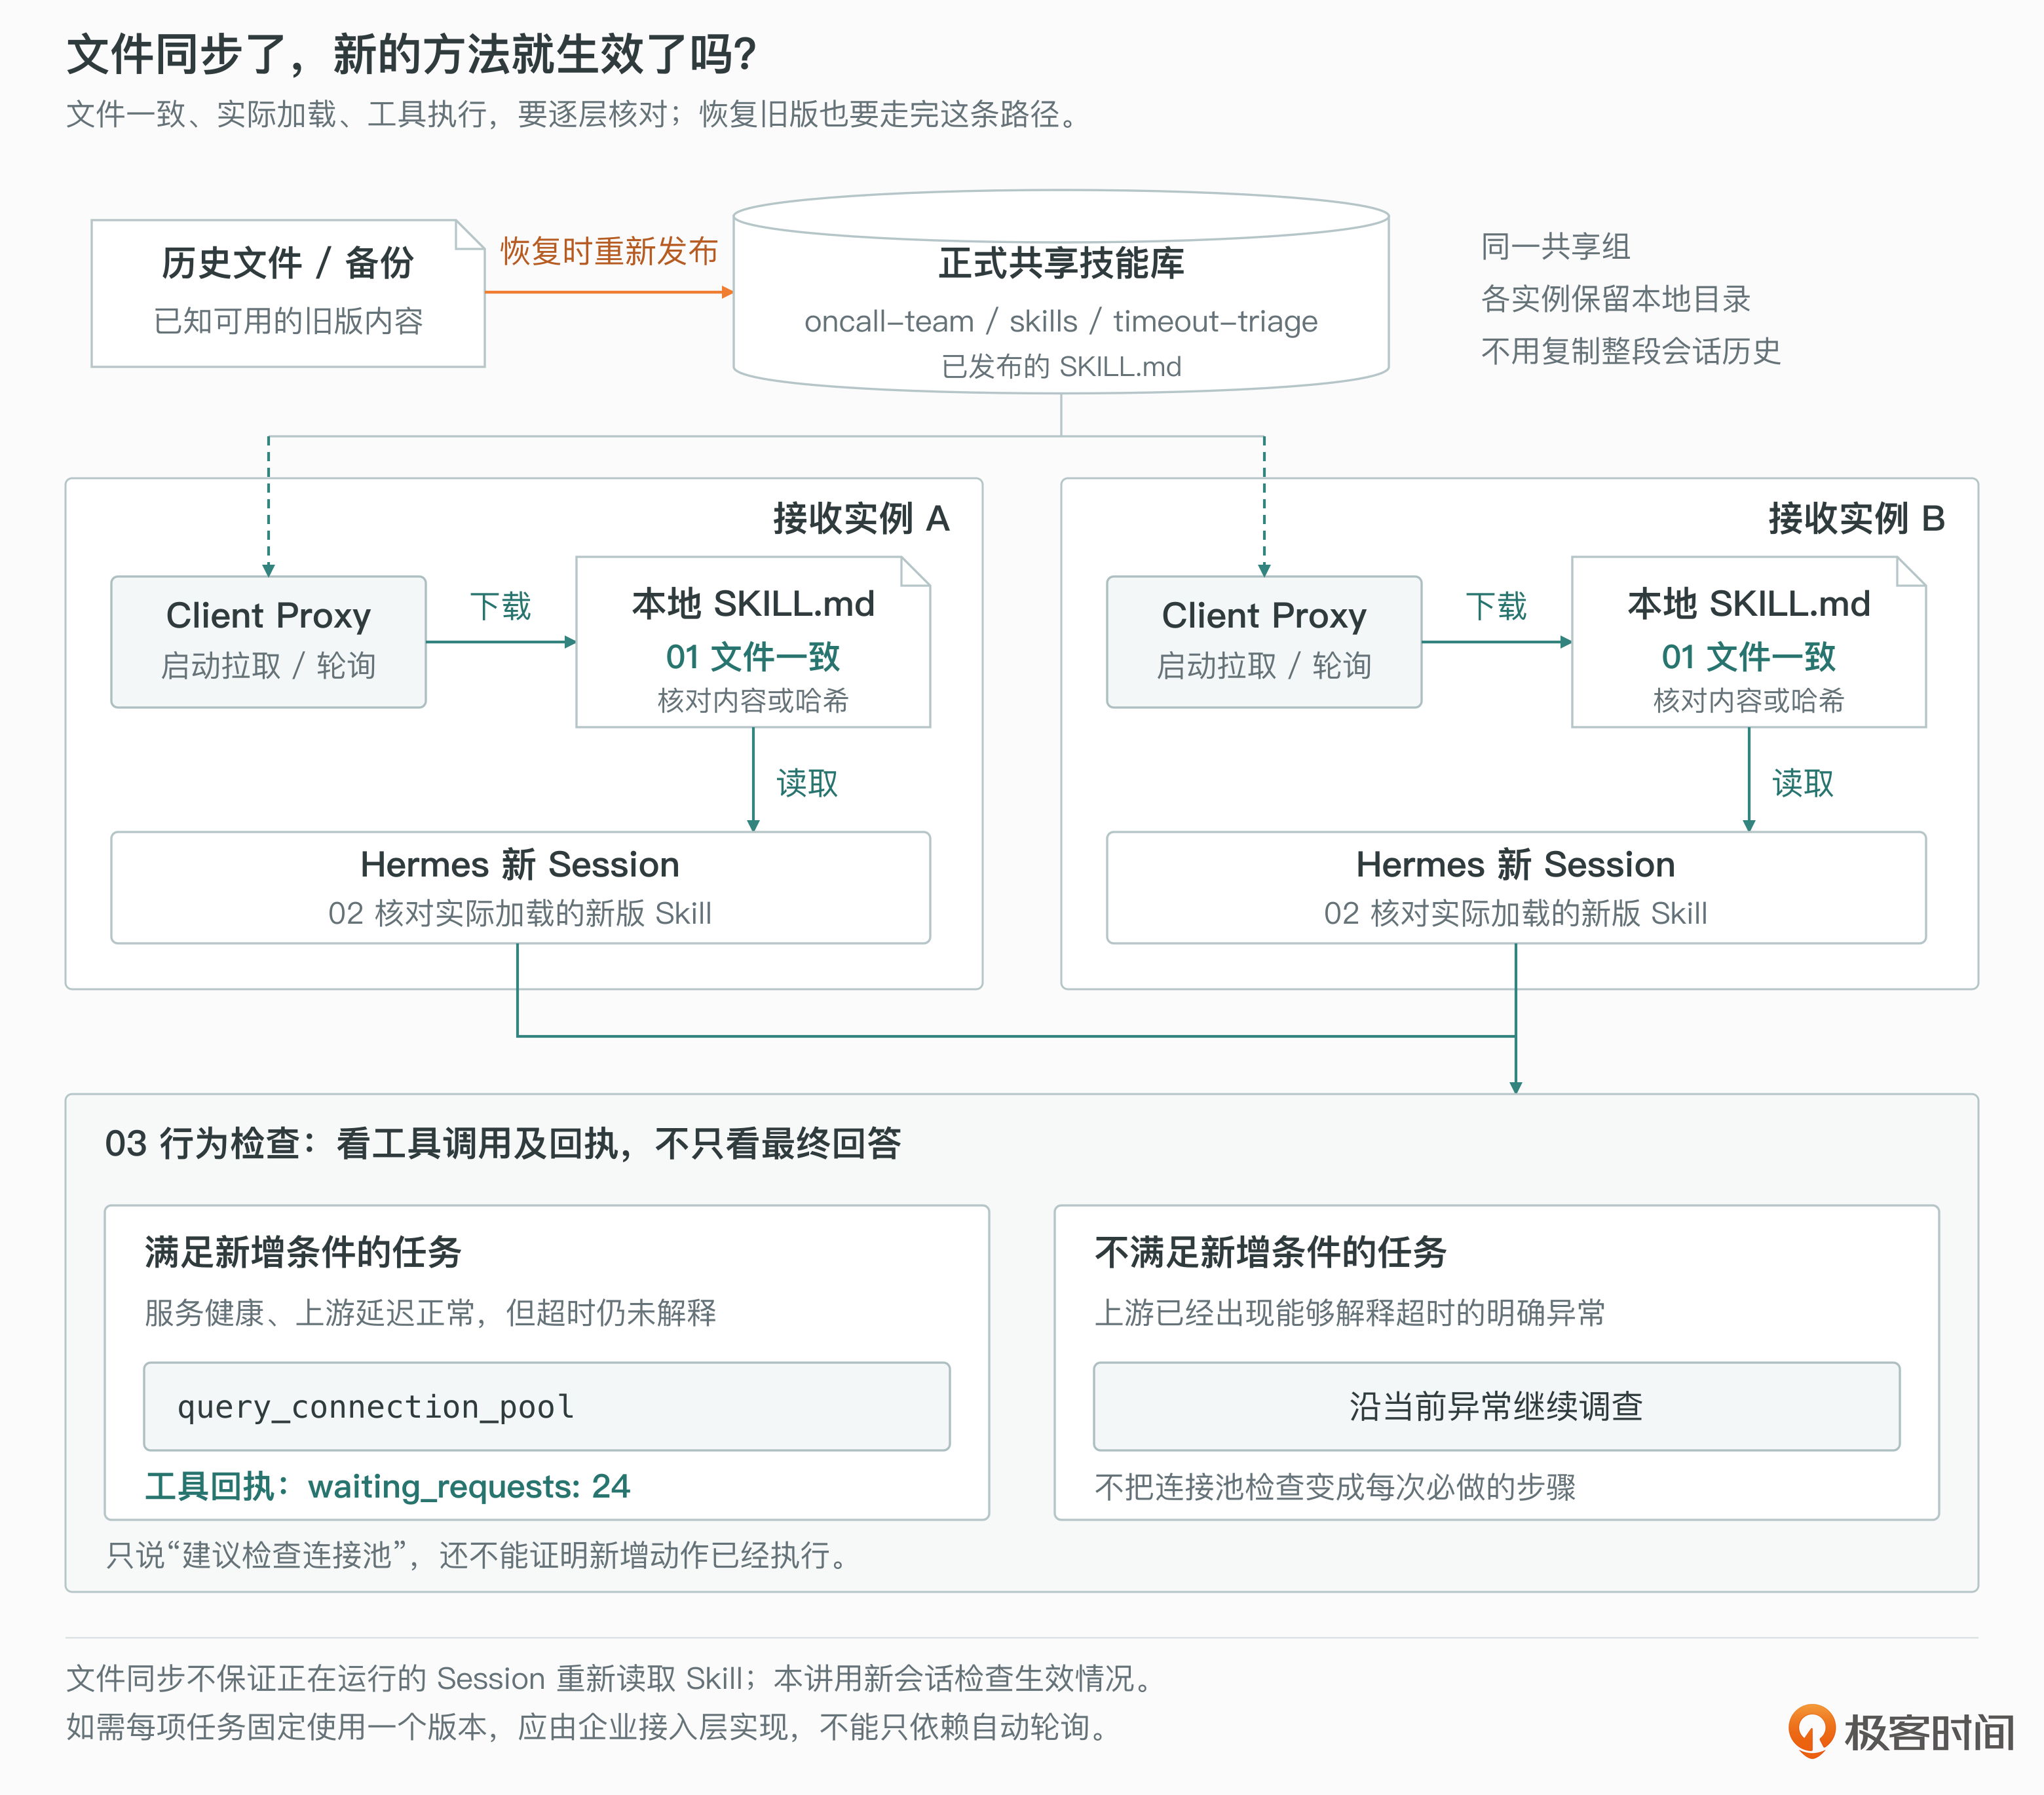 文件同步了，新的方法就生效了吗？
文件一致、实际加载、工具执行，要逐层核对；恢复旧版也要走完这条路径。
历史文件 / 备份
已知可用的旧版内容
恢复时重新发布
正式共享技能库
oncall-team / skills / timeout-triage
已发布的 SKILL.md
同一共享组
各实例保留本地目录
不用复制整段会话历史
接收实例 A
Client Proxy
启动拉取 / 轮询
下载
本地 SKILL.md
01 文件一致
核对内容或哈希
读取
Hermes 新 Session
02 核对实际加载的新版 Skill
接收实例 B
Client Proxy
启动拉取 / 轮询
下载
本地 SKILL.md
01 文件一致
核对内容或哈希
读取
Hermes 新 Session
02 核对实际加载的新版 Skill
03 行为检查：看工具调用及回执，不只看最终回答
满足新增条件的任务
服务健康、上游延迟正常，但超时仍未解释
query_connection_pool
工具回执：waiting_requests: 24
不满足新增条件的任务
上游已经出现能够解释超时的明确异常
沿当前异常继续调查
不把连接池检查变成每次必做的步骤
只说“建议检查连接池”，还不能证明新增动作已经执行。
文件同步不保证正在运行的 Session 重新读取 Skill；本讲用新会话检查生效情况。
如需每项任务固定使用一个版本，应由企业接入层实现，不能只依赖自动轮询。
极客时间